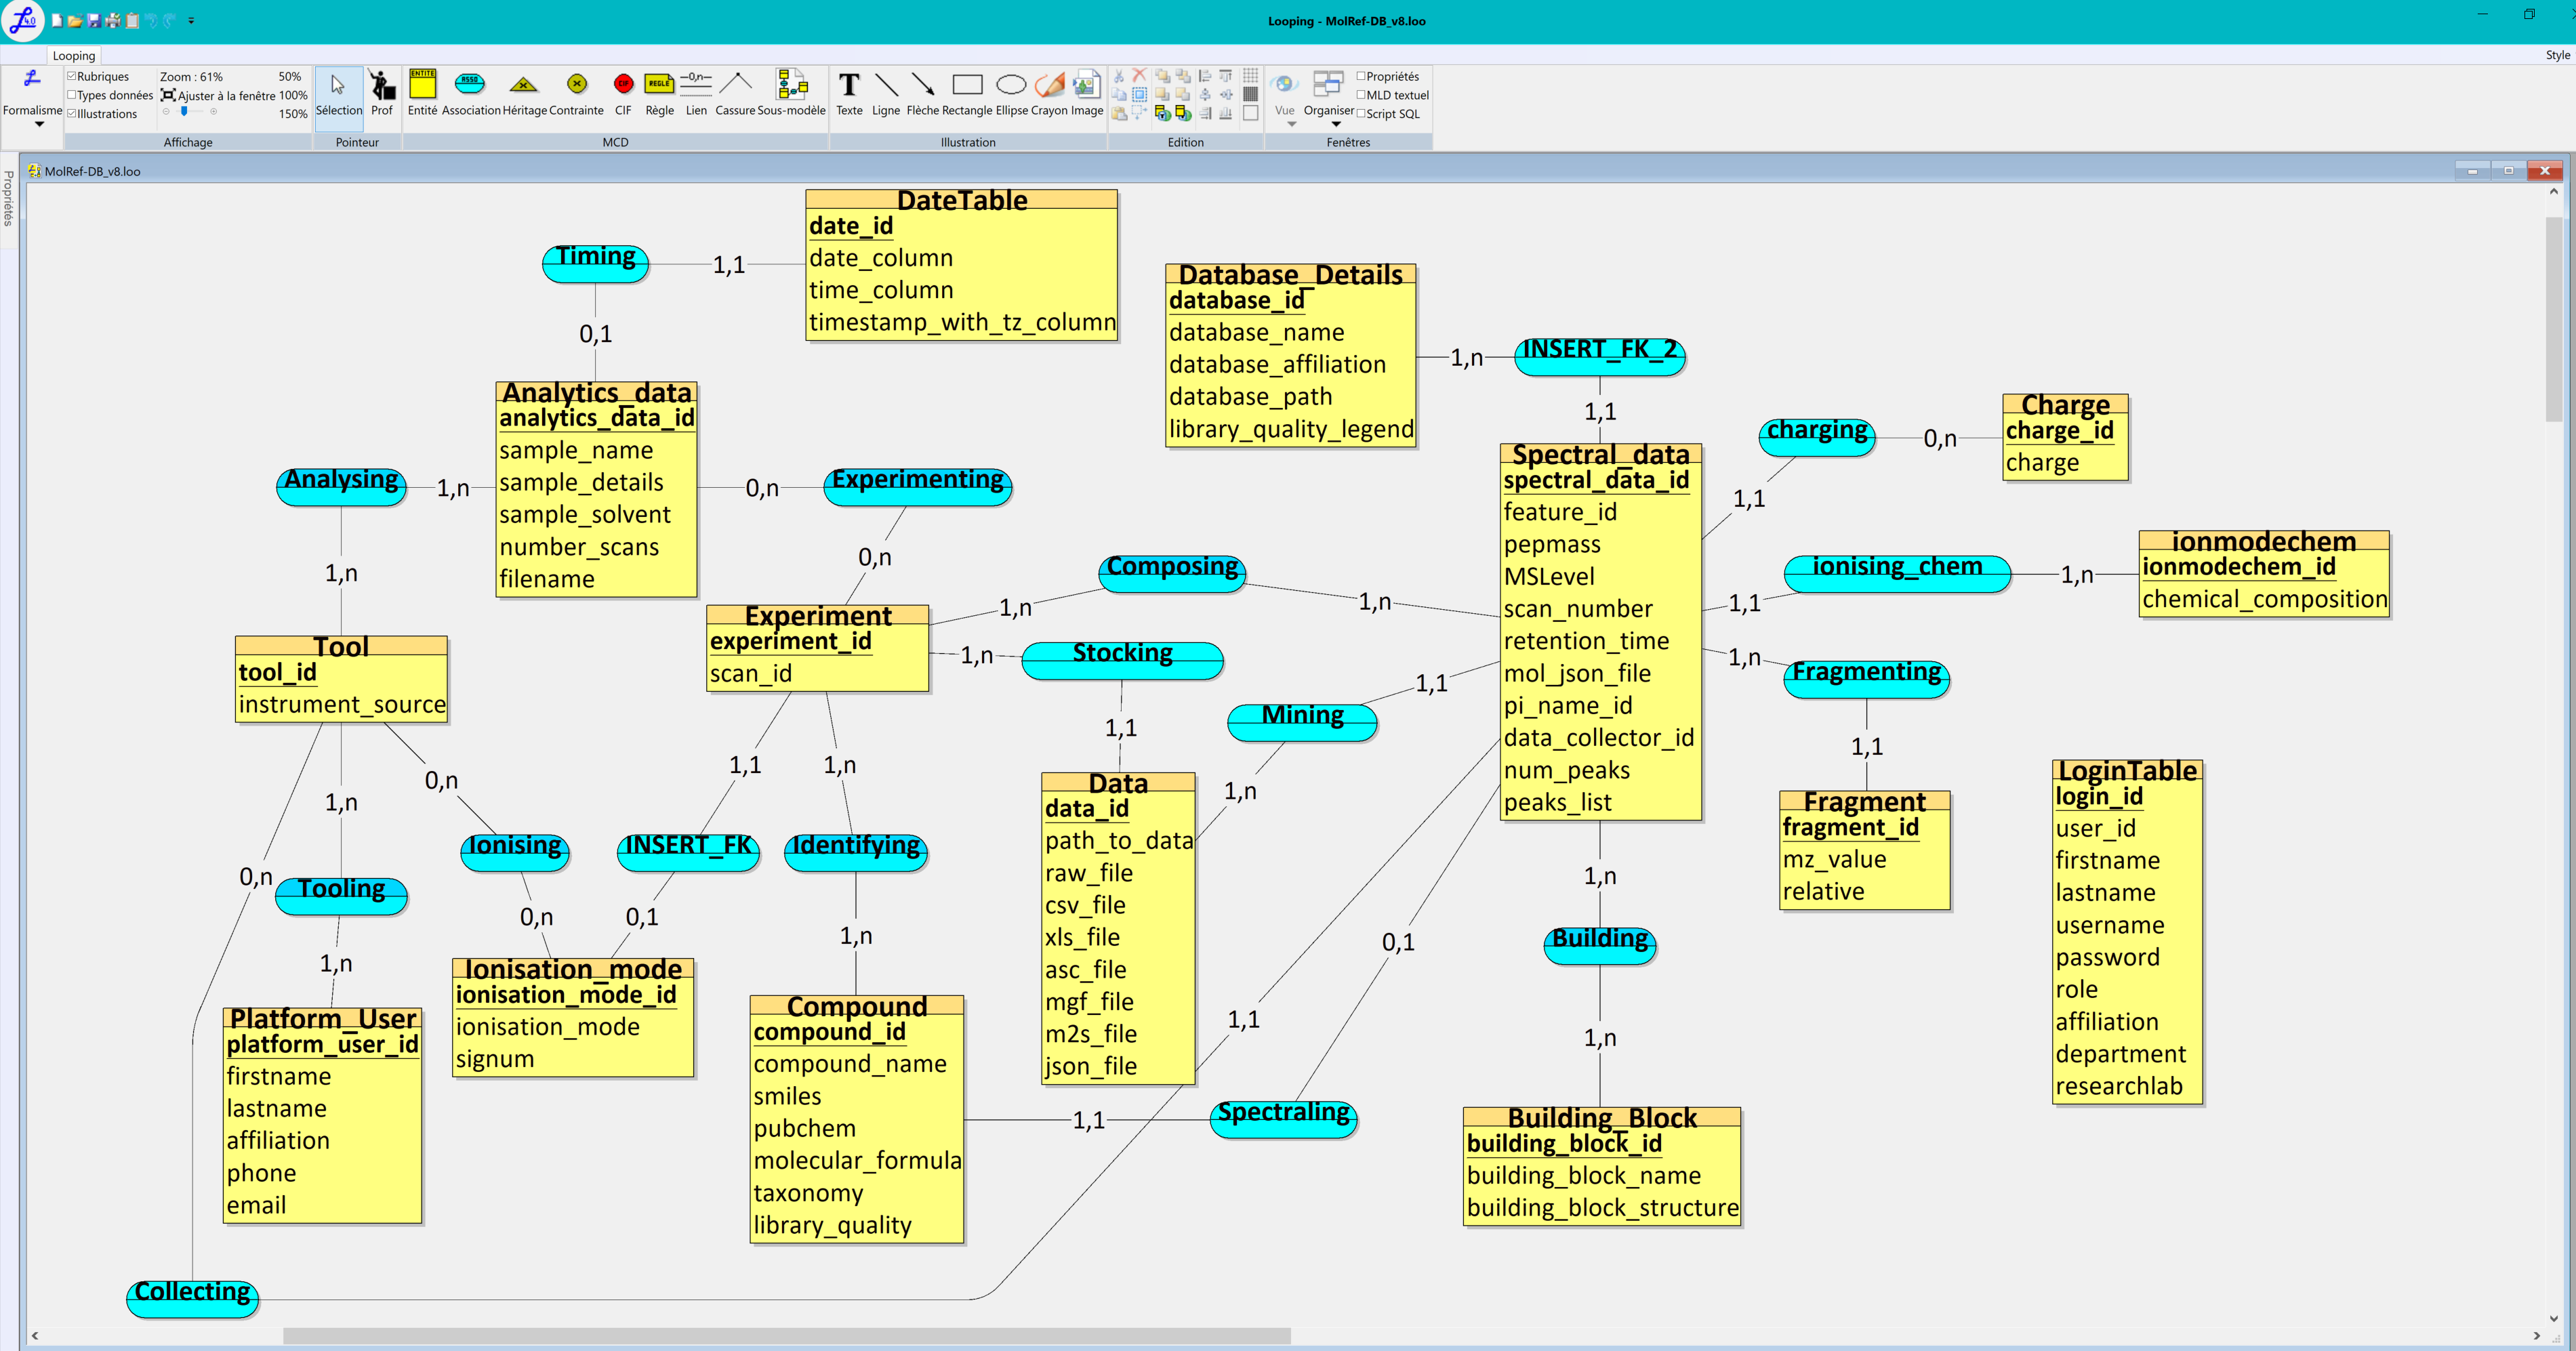 4.0
Looping - MolRef-DB_v8.loo
Looping
Style
Formalisme
Rubriques
Types données
Illustrations
Zoom : 61%
50%
Ajuster à la fenêtre
100%
150%
Affichage
Sélection
Prof
Pointeur
ENTITÉ
ASSO
RÈGLE
0,n
CIF
Entité
Association
Héritage
Contrainte
CIF
Règle
Lien
Cassure
Sous-modèle
MCD
Texte
Ligne
Flèche
Rectangle
Ellipse
Crayon
Image
Illustration
Edition
Vue
Organiser
Propriétés
MLD textuel
Script SQL
Fenêtres
Propriétés
MolRef-DB_v8.loo
DateTable
date_id
date_column
time_column
timestamp_with_tz_column
Timing
1,1
0,1
Database_Details
database_id
database_name
database_affiliation
database_path
library_quality_legend
1,n
INSERT_FK_2
1,1
Analytics_data
analytics_data_id
sample_name
sample_details
sample_solvent
number_scans
filename
Analysing
1,n
1,n
0,n
Experimenting
0,n
Charge
charge_id
charge
charging
0,n
1,1
Spectral_data
spectral_data_id
feature_id
pepmass
MSLevel
scan_number
retention_time
mol_json_file
pi_name_id
data_collector_id
num_peaks
peaks_list
ionmodechem
ionmodechem_id
chemical_composition
ionising_chem
1,n
1,1
Composing
1,n
1,n
Experiment
experiment_id
scan_id
1,n
Stocking
1,1
Tool
tool_id
instrument_source
1,n
Fragmenting
1,1
Mining
1,1
1,n
Fragment
fragment_id
mz_value
relative
LoginTable
login_id
user_id
firstname
lastname
username
password
role
affiliation
department
researchlab
Data
data_id
path_to_data
raw_file
csv_file
xls_file
asc_file
mgf_file
m2s_file
json_file
0,n
1,n
0,n
Ionising
0,n
1,1
INSERT_FK
0,1
1,n
Identifying
1,n
Tooling
1,n
Platform_User
platform_user_id
firstname
lastname
affiliation
phone
email
Ionisation_mode
ionisation_mode_id
ionisation_mode
signum
Compound
compound_id
compound_name
smiles
pubchem
molecular_formula
taxonomy
library_quality
1,1
Spectraling
0,1
1,1
1,n
Building
1,n
Building_Block
building_block_id
building_block_name
building_block_structure
Collecting